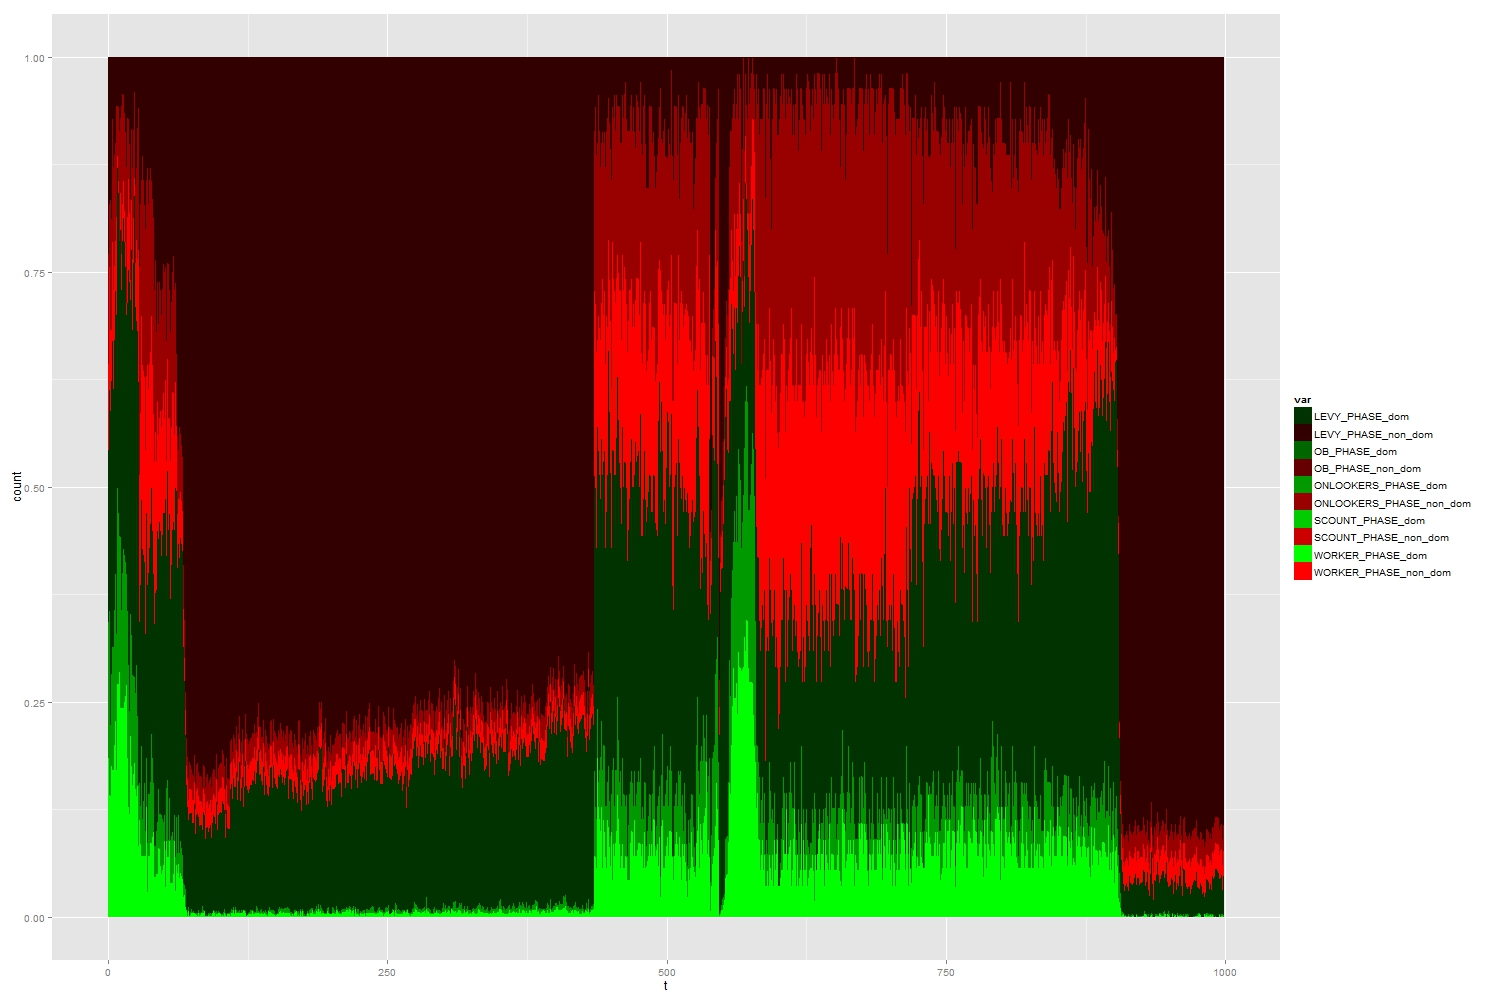 1.00
0.75
0.50
0.25
0.00
count
0
250
500
750
1000
t
var
LEVY_PHASE_dom
LEVY_PHASE_non_dom
OB_PHASE_dom
OB_PHASE_non_dom
ONLOOKERS_PHASE_dom
ONLOOKERS_PHASE_non_dom
SCOUNT_PHASE_dom
SCOUNT_PHASE_non_dom
WORKER_PHASE_dom
WORKER_PHASE_non_dom